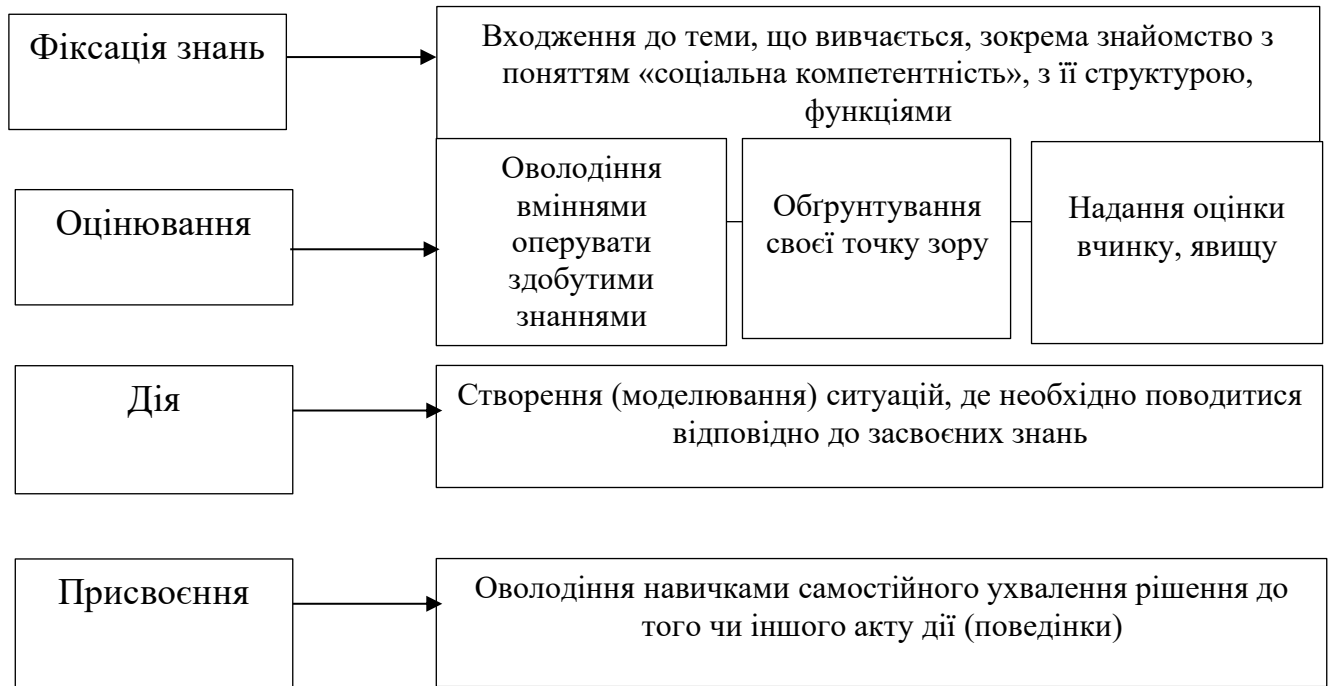 Фіксація знань
Входження до теми, що вивчається, зокрема знайомство з
поняттям «соціальна компетентність», з її структурою,
функціями
Оцінювання
Оволодіння
вміннями
оперувати
здобутими
знаннями
Обґрунтування
своєї точку зору
Надання оцінки
вчинку, явищу
Дія
Створення (моделювання) ситуацій, де необхідно поводитися
відповідно до засвоєних знань
Присвоєння
Оволодіння навичками самостійного ухвалення рішення до
того чи іншого акту дії (поведінки)